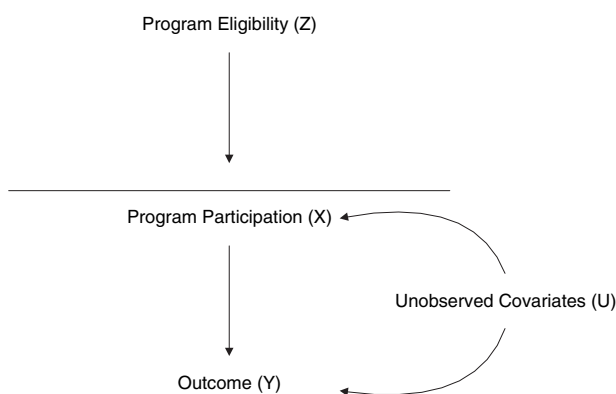 Program Eligibility (Z)
Program Participation (X)
Unobserved Covariates (U)
Outcome (Y)